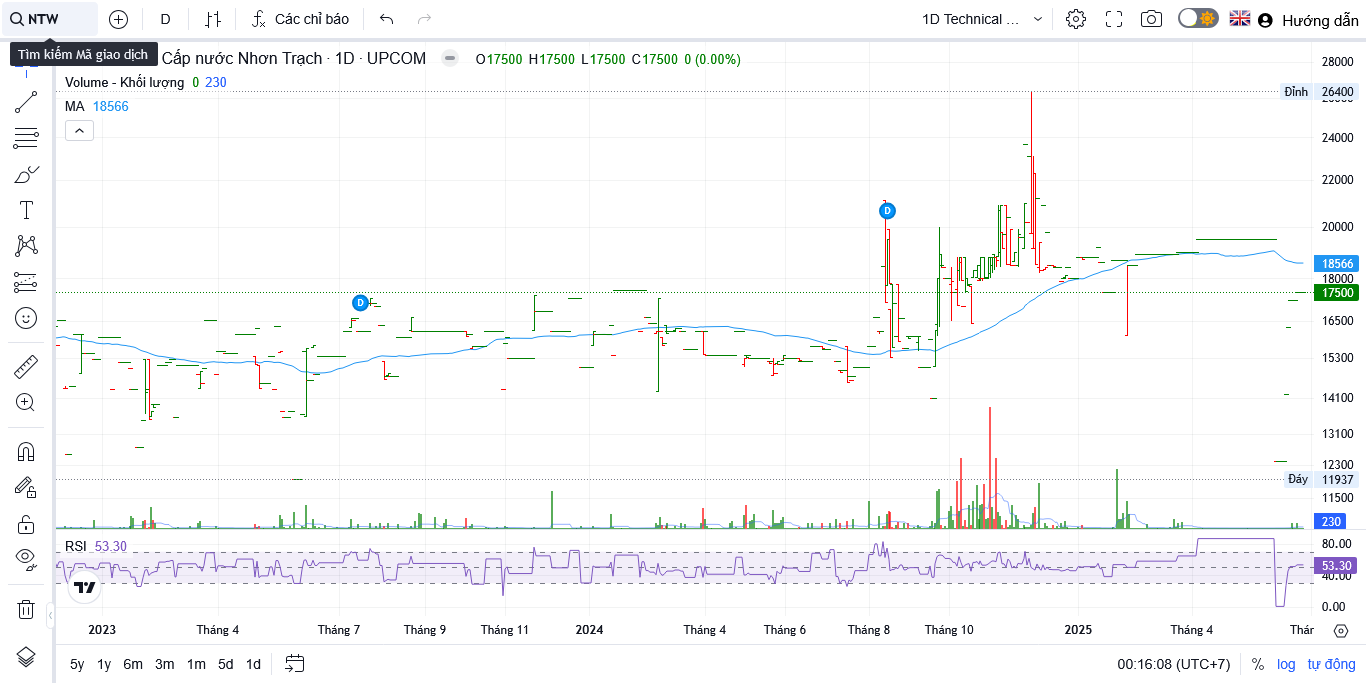 NTW
D
Các chỉ báo
1D Technical ...
Hướng dẫn
Tìm kiếm Mã giao dịch
Cấp nước Nhơn Trạch · 1D · UPCOM
O17500 H17500 L17500 C17500 0 (0.00%)
Volume - Khối lượng 0 230
MA 18566
28000
Đỉnh 26400
24000
22000
20000
18566
18000
17500
16500
15300
14100
13100
12300
Đáy 11937
11500
230
D
D
RSI 53.30
80.00
53.30
40.00
0.00
2023
Tháng 4
Tháng 7
Tháng 9
Tháng 11
2024
Tháng 4
Tháng 6
Tháng 8
Tháng 10
2025
Tháng 4
Thár
5y 1y 6m 3m 1m 5d 1d
00:16:08 (UTC+7)
% log tự động